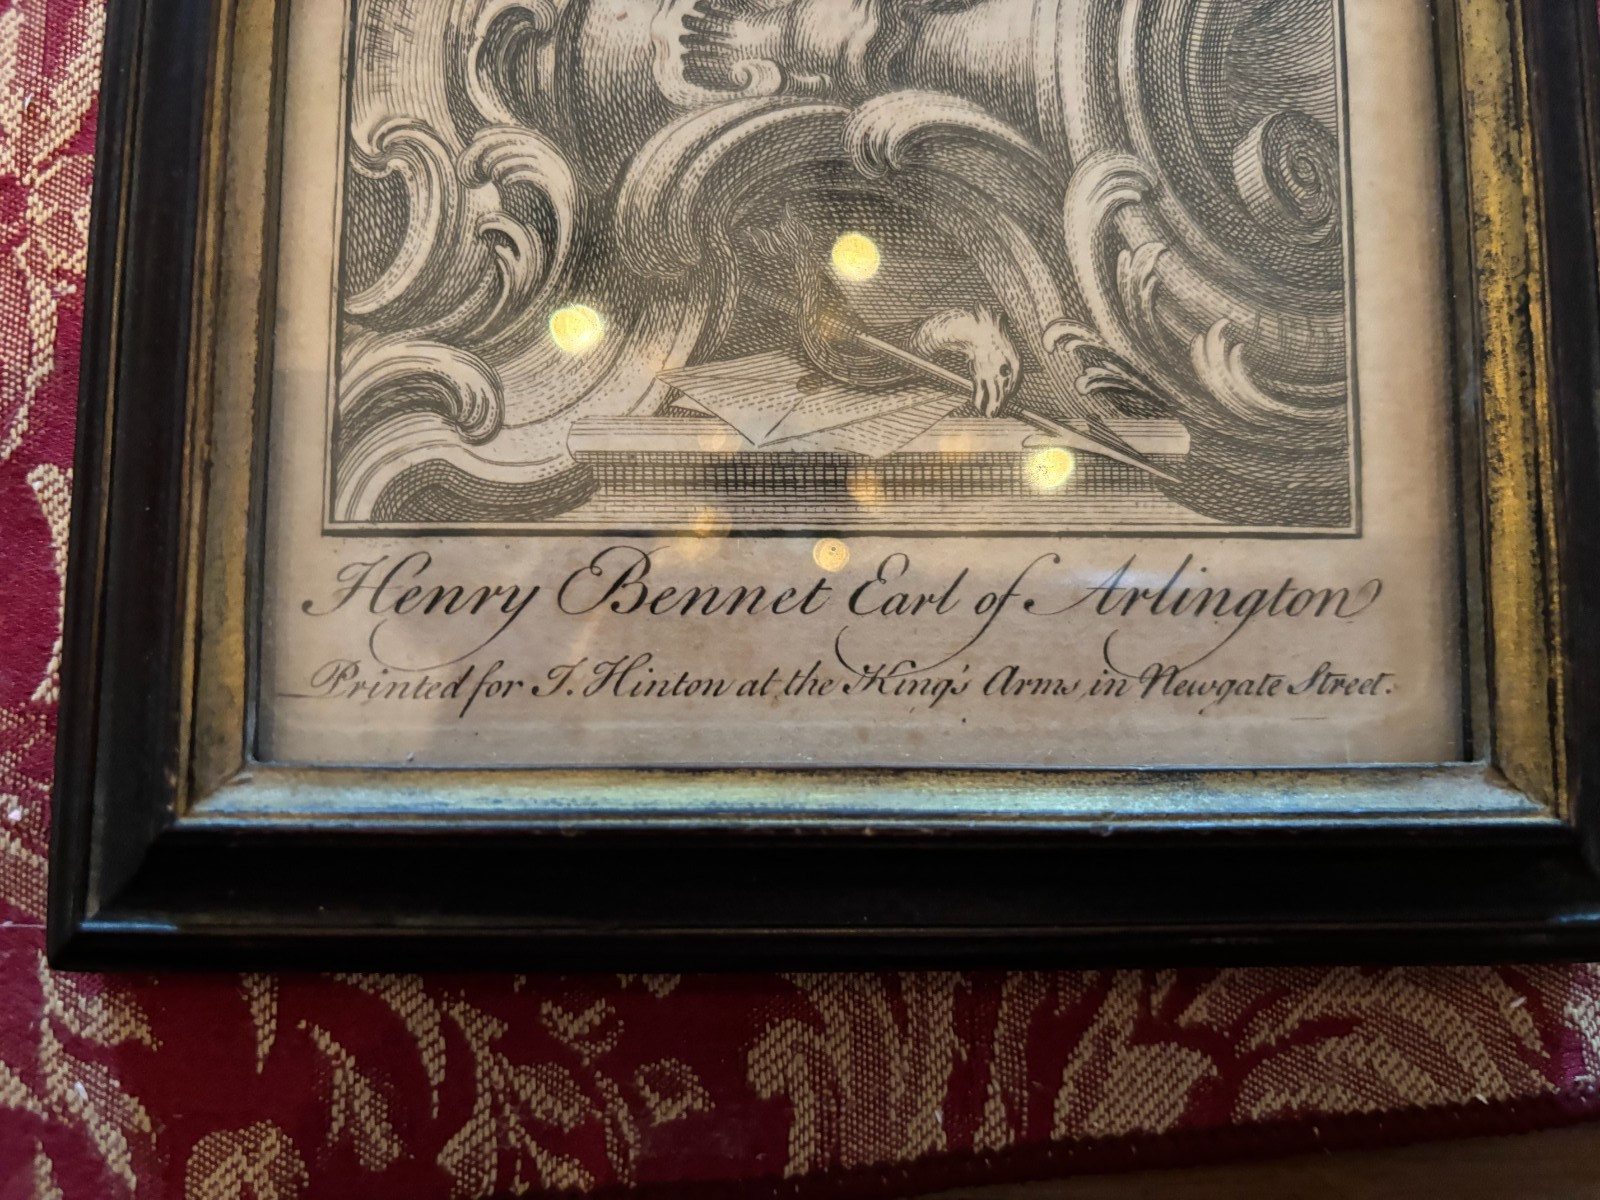 Henry Bennet Earl of Arlington
Printed for J. Hinton at the King's Arms in Newgate Street.